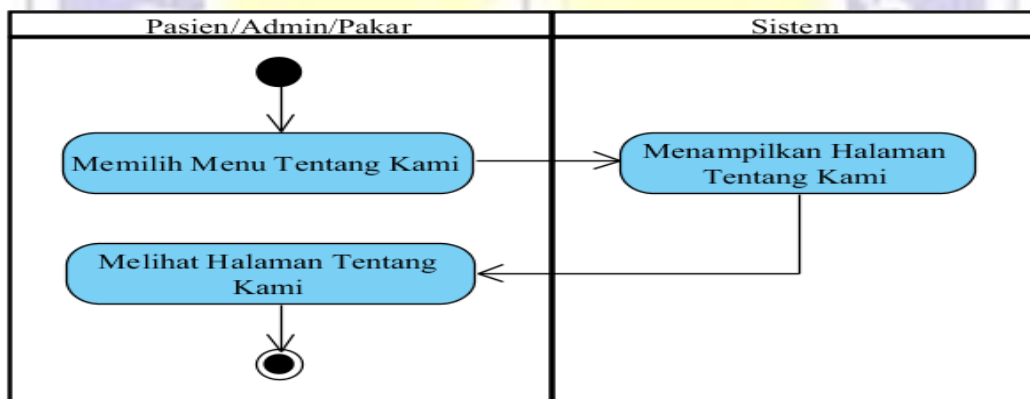 Pasien/Admin/Pakar
Sistem
Memilih Menu Tentang Kami
Menampilkan Halaman
Tentang Kami
Melihat Halaman Tentang
Kami